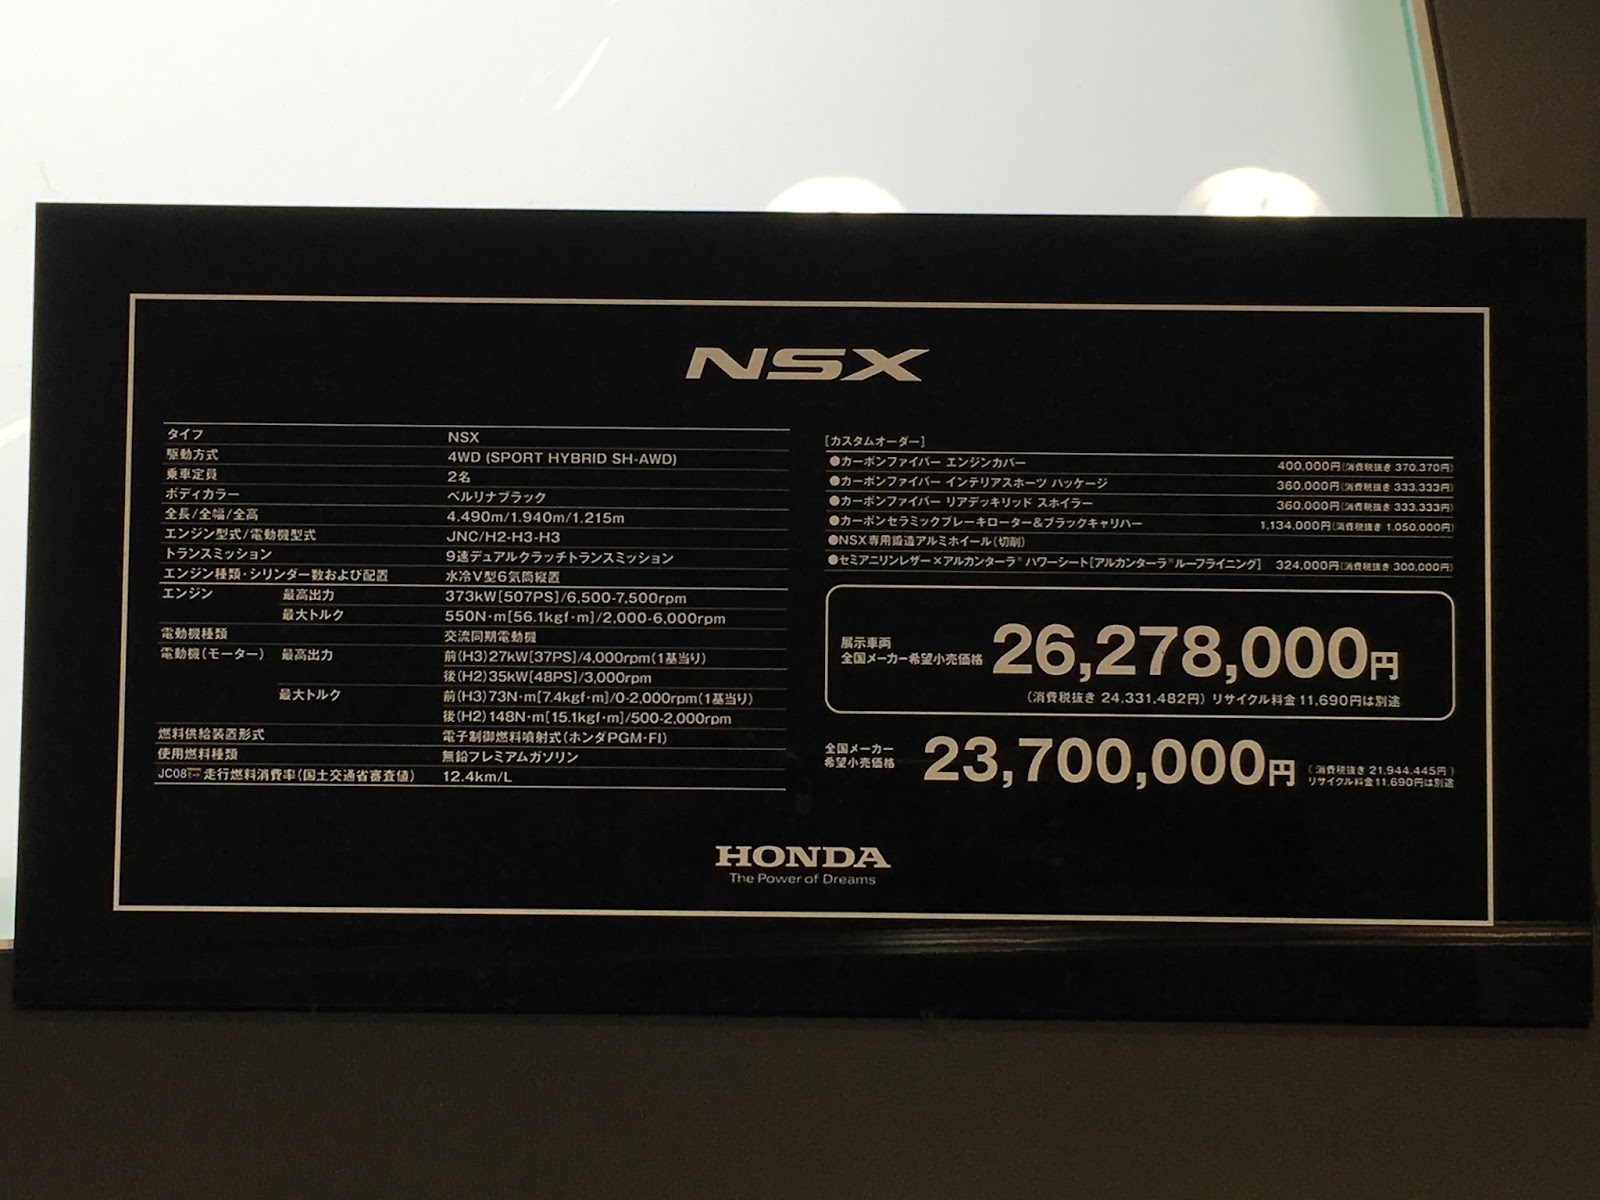 NSX
タイプ NSX
駆動方式 4WD (SPORT HYBRID SH-AWD)
乗車定員 2名
ボディカラー ベルリナブラック
全長/全幅/全高 4.490m/1.940m/1.215m
エンジン型式/電動機型式 JNC/H2-H3-H3
トランスミッション 9速デュアルクラッチトランスミッション
エンジン種類・シリンダー数および配置 水冷V型6気筒縦置
エンジン 最高出力 373kW[507PS]/6,500-7,500rpm
最大トルク 550N・m[56.1kgf・m]/2,000-6,000rpm
電動機種類 交流同期電動機
電動機(モーター) 最高出力 前(H3)27kW[37PS]/4,000rpm(1基当り)
後(H2)35kW[48PS]/3,000rpm
最大トルク 前(H3)73N・m[7.4kgf・m]/0-2,000rpm(1基当り)
後(H2)148N・m[15.1kgf・m]/500-2,000rpm
燃料供給装置形式 電子制御燃料噴射式(ホンダPGM-FI)
使用燃料種類 無鉛プレミアムガソリン
JC08 走行燃料消費率(国土交通省審査値) 12.4km/L
[カスタムオーダー]
●カーボンファイバー エンジンカバー 400,000円(消費税抜き 370,370円)
●カーボンファイバー インテリアスポーツ パッケージ 360,000円(消費税抜き 333,333円)
●カーボンファイバー リアデッキリッド スポイラー 360,000円(消費税抜き 333,333円)
●カーボンセラミックブレーキローター&ブラックキャリパー 1,134,000円(消費税抜き 1,050,000円)
●NSX専用鍛造アルミホイール(切削)
●セミアニリンレザー×アルカンターラ® パワーシート[アルカンターラ®ルーフライニング] 324,000円(消費税抜き 300,000円)
展示車両
全国メーカー希望小売価格 26,278,000円
(消費税抜き 24,331,482円) リサイクル料金 11,690円は別途
全国メーカー
希望小売価格 23,700,000円 (消費税抜き 21,944,445円)
リサイクル料金11,690円は別途
HONDA
The Power of Dreams